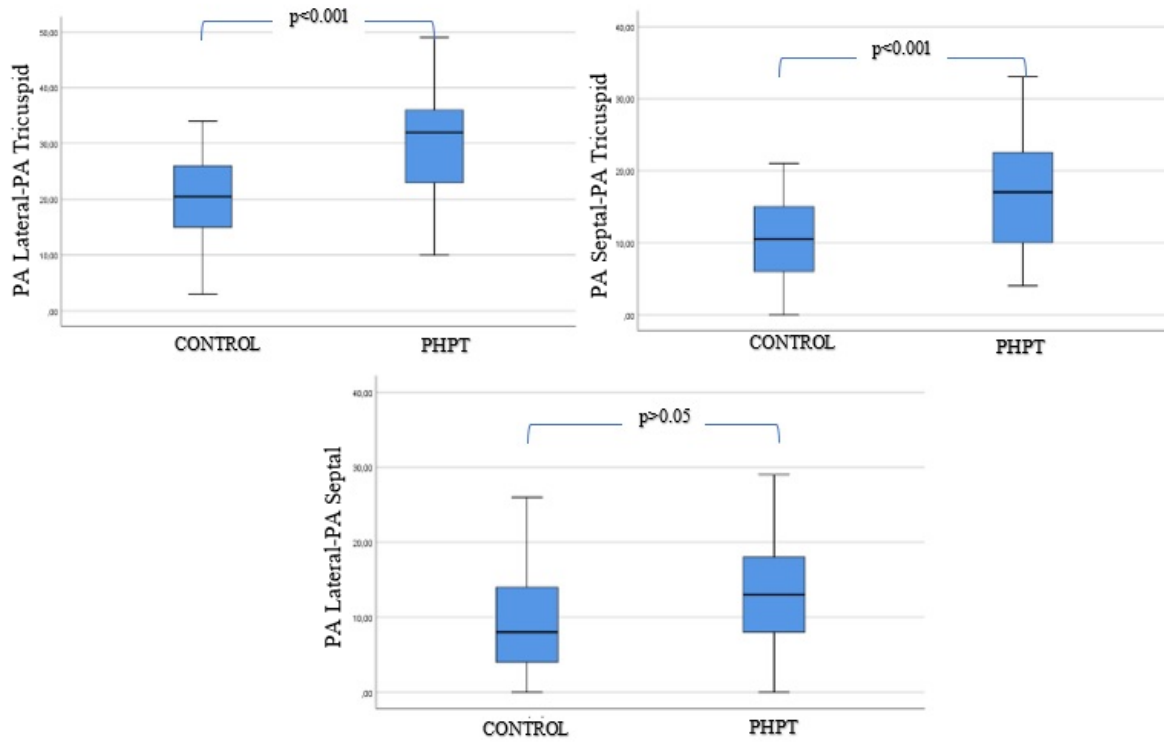 p<0.001
PA Lateral-PA Tricuspid
50,00
40,00
30,00
20,00
10,00
,00
CONTROL
PHPT
p<0.001
PA Septal-PA Tricuspid
40,00
30,00
20,00
10,00
,00
CONTROL
PHPT
p>0.05
PA Lateral-PA Septal
40,00
30,00
20,00
10,00
,00
CONTROL
PHPT